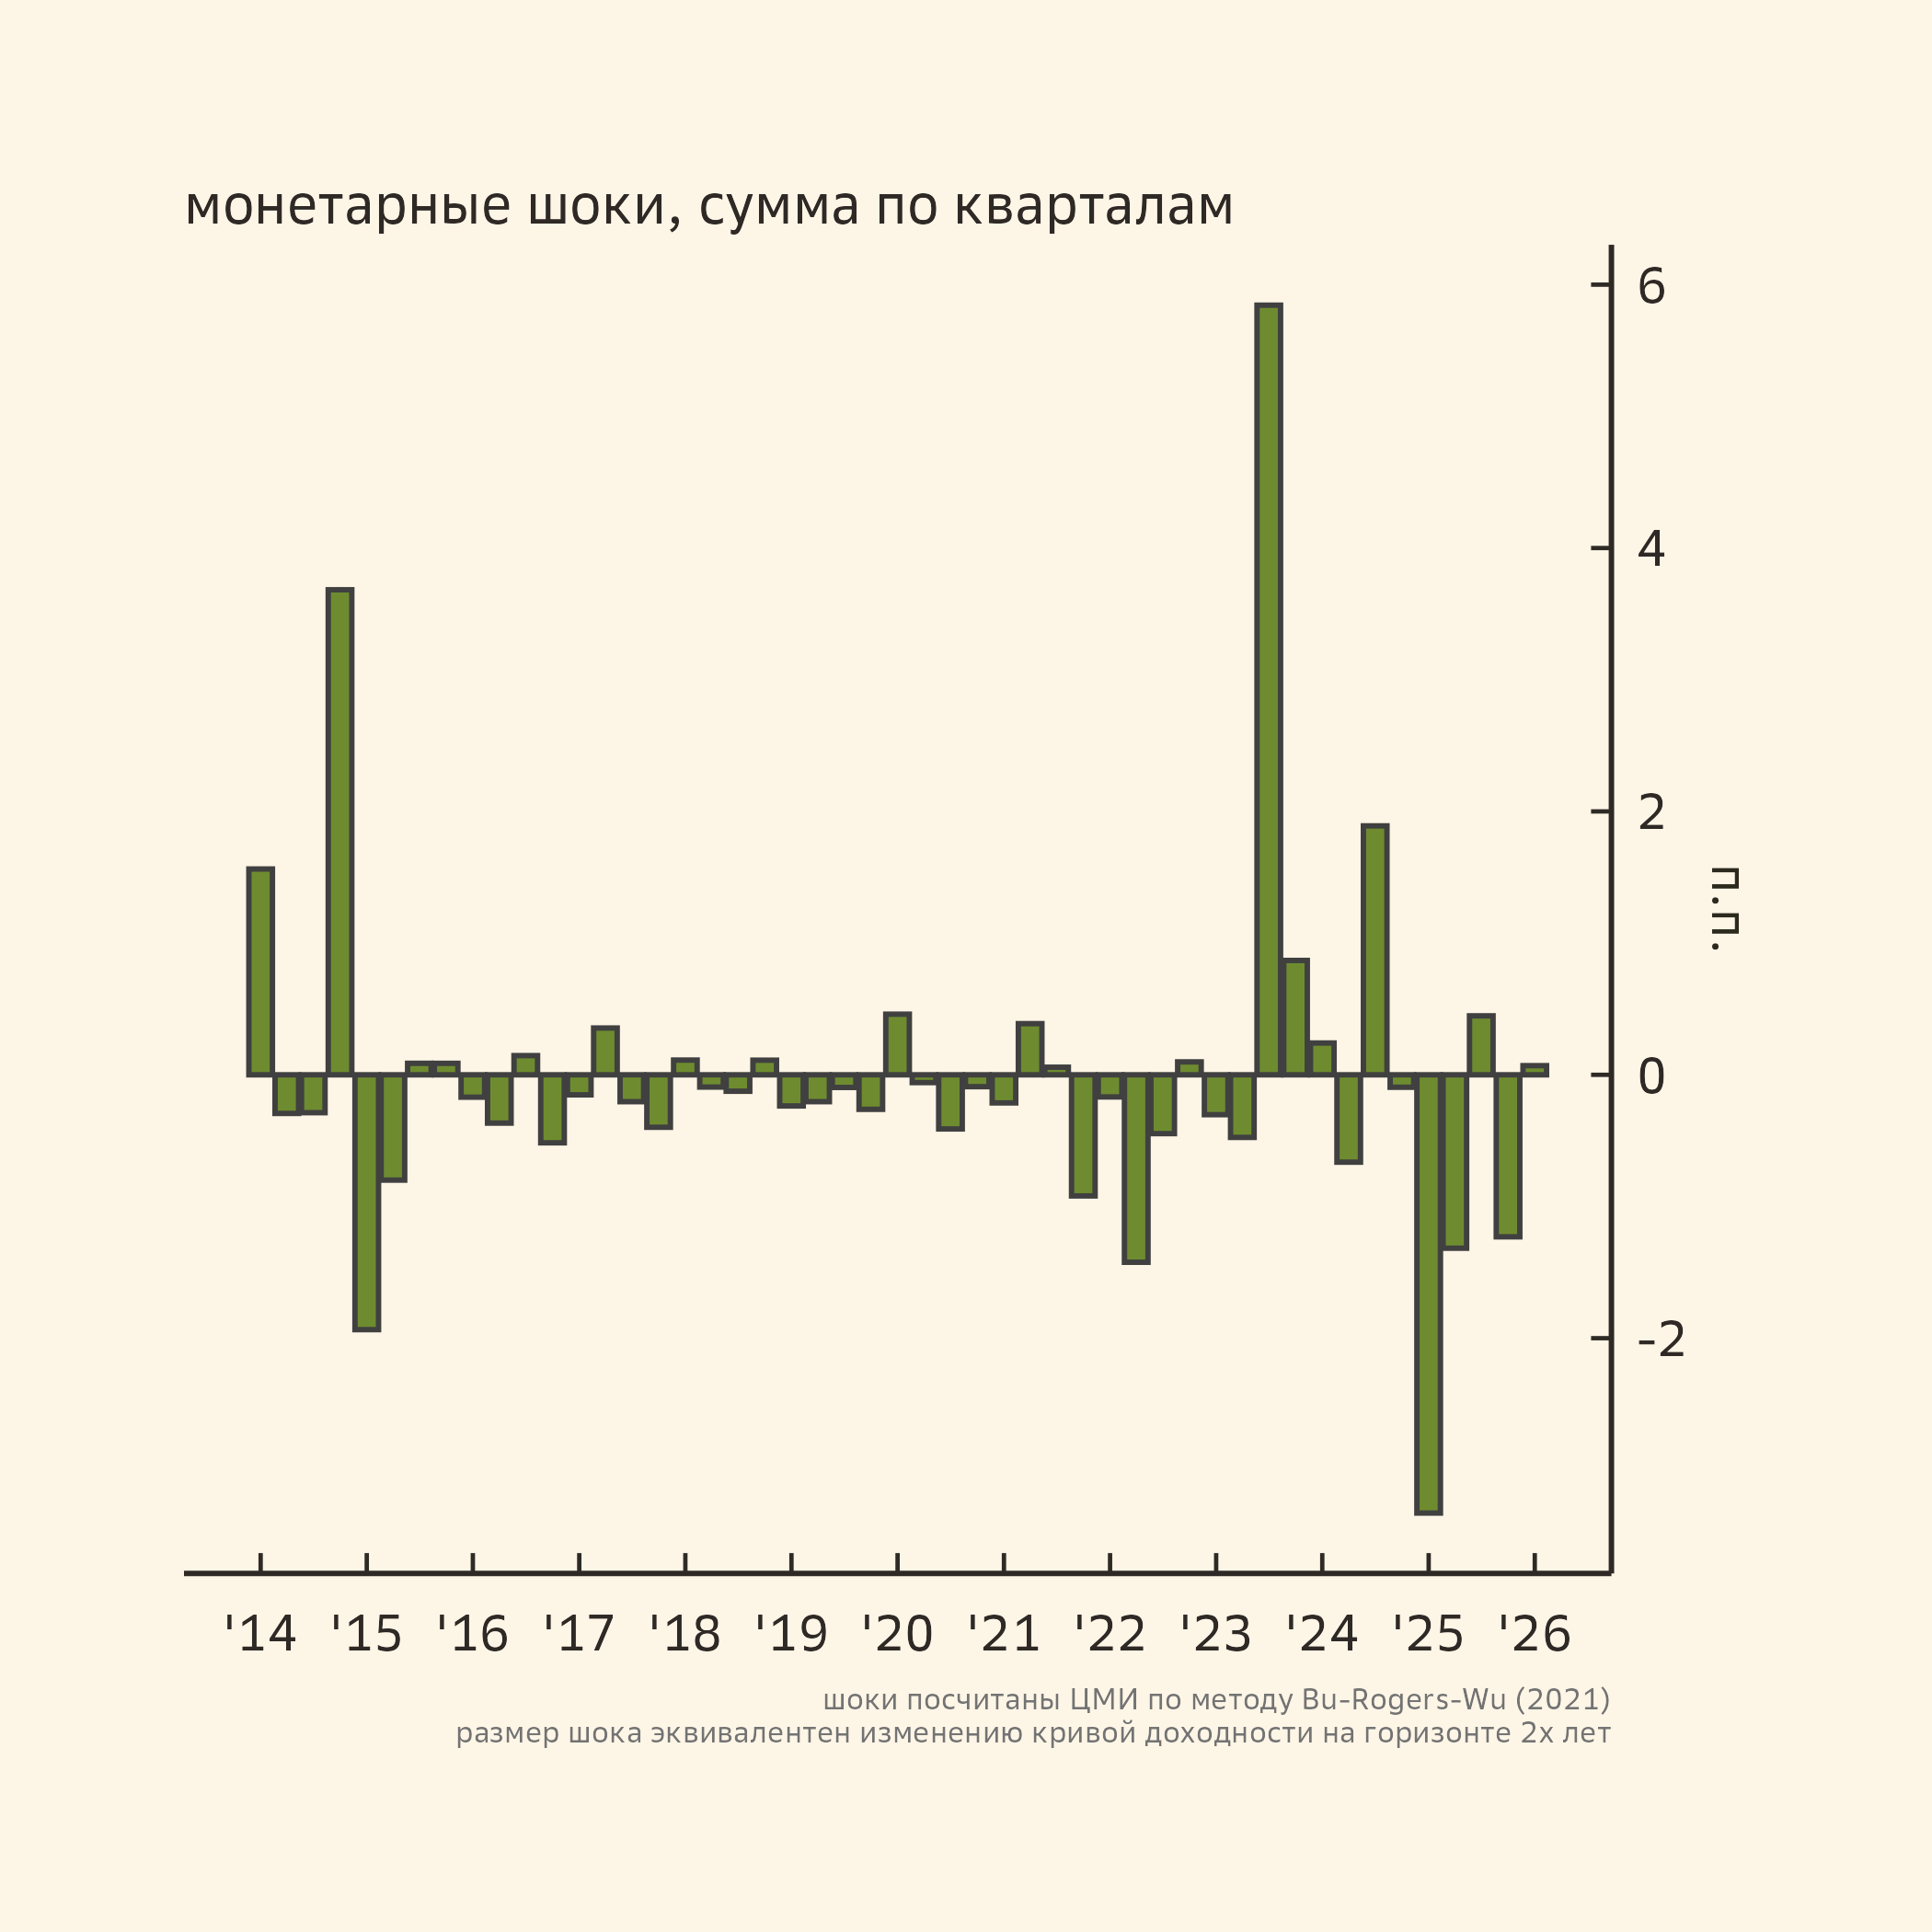 монетарные шоки, сумма по кварталам
6
4
2
0
-2
п.п.
'14 '15 '16 '17 '18 '19 '20 '21 '22 '23 '24 '25 '26
шоки посчитаны ЦМИ по методу Bu-Rogers-Wu (2021)
размер шока эквивалентен изменению кривой доходности на горизонте 2х лет